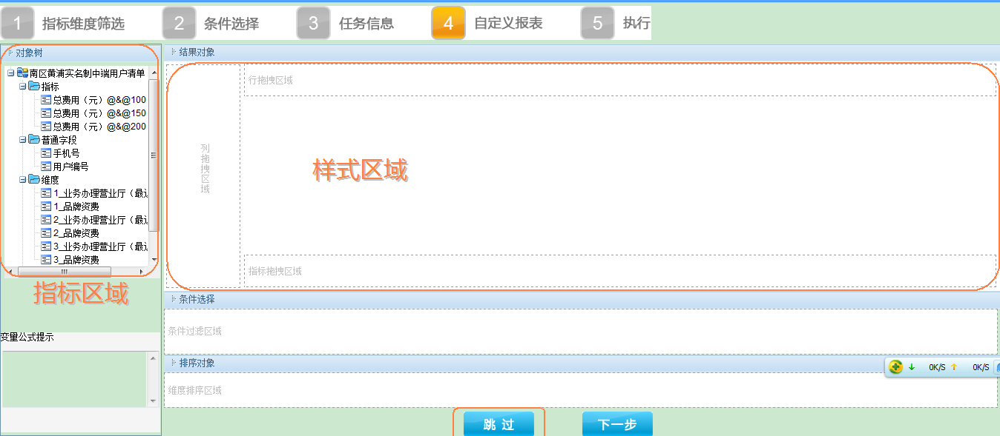 1 指标维度筛选 2 条件选择 3 任务信息 4 自定义报表 5 执行
对象树
南区黄浦实名制中端用户清单
指标
总费用（元）@&@100
总费用（元）@&@150
总费用（元）@&@200
普通字段
手机号
用户编号
维度
1_业务办理营业厅（最近
1_品牌资费
2_业务办理营业厅（最近
2_品牌资费
3_业务办理营业厅（最近
3_品牌资费
指标区域
变量公式提示
结果对象
行拖拽区域
列拖拽区域
样式区域
指标拖拽区域
条件选择
条件过滤区域
排序对象
0K/S 0K/S
维度排序区域
跳 过 下一步